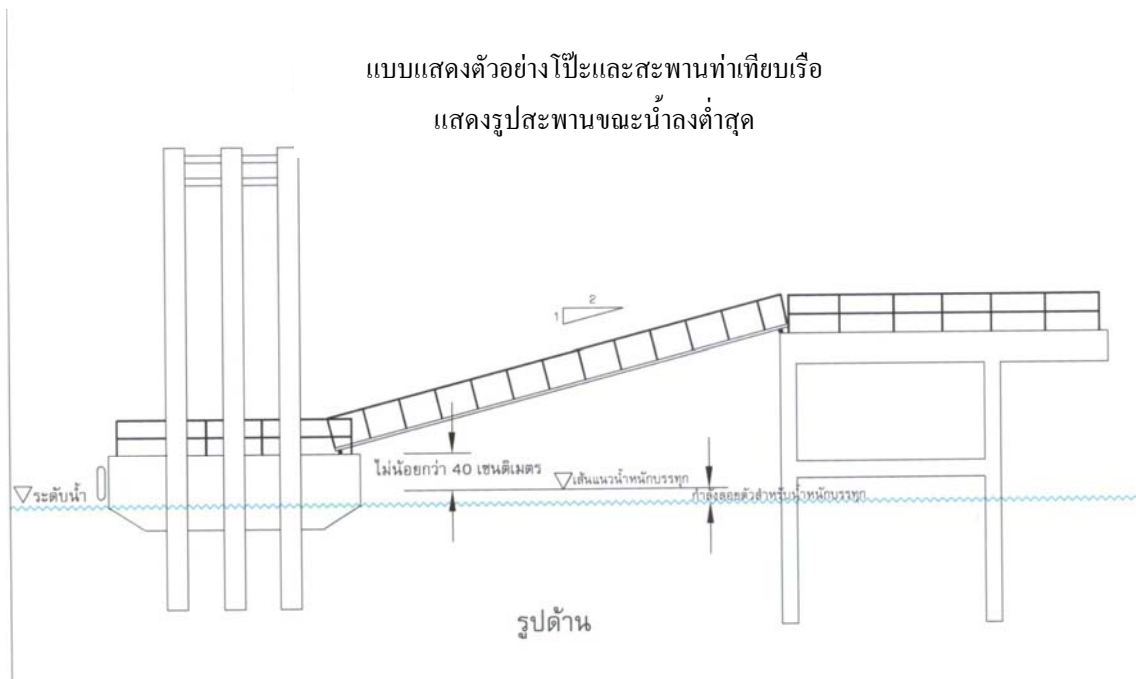 แบบแสดงตัวอย่างโป๊ะและสะพานท่าเทียบเรือ
แสดงรูปสะพานขณะน้ำลงต่ำสุด
2
1
ไม่น้อยกว่า 40 เซนติเมตร
เส้นแนวน้ำหนักบรรทุก
ระดับน้ำ
กำลังลอยตัวสำหรับน้ำหนักบรรทุก
รูปด้าน